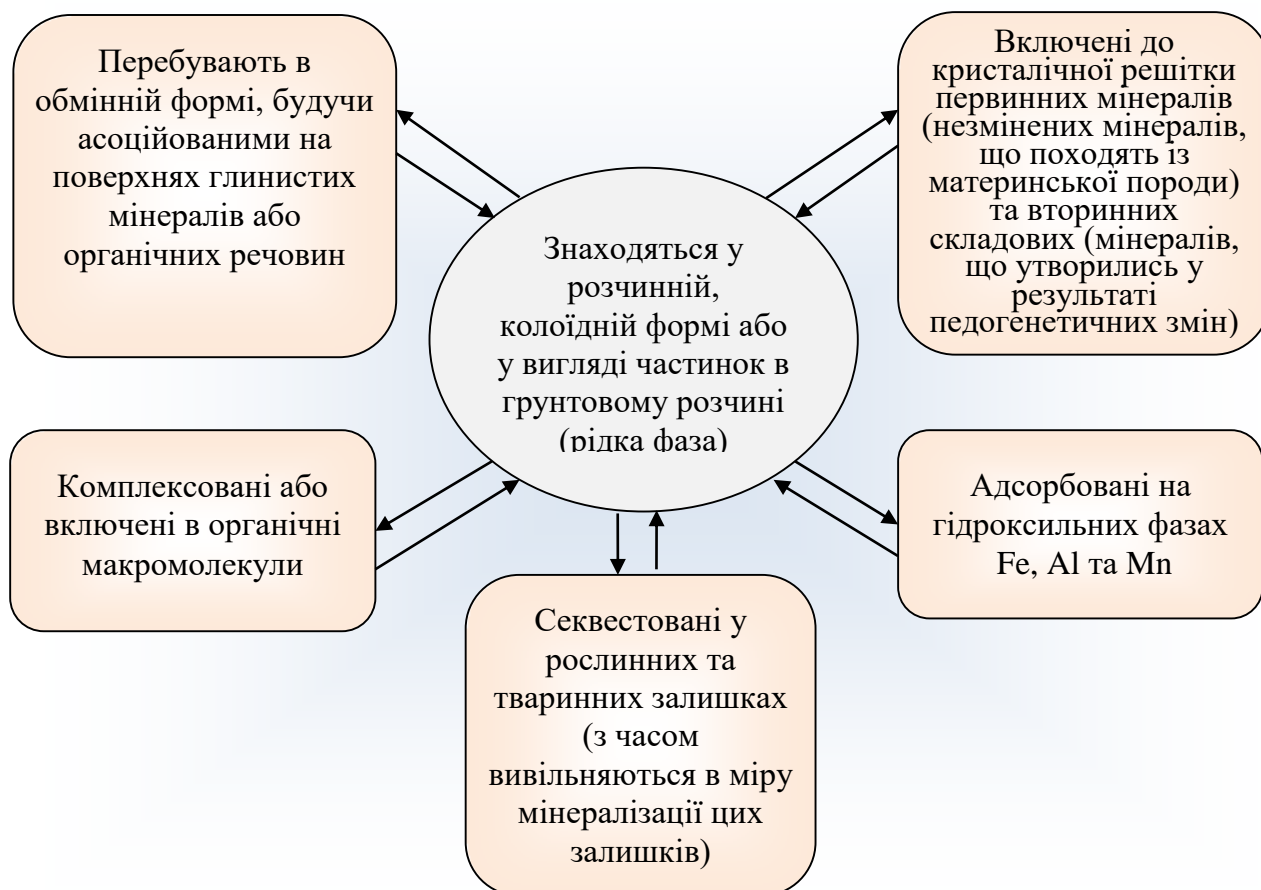 Перебувають в
обмінній формі, будучи
асоційованими на
поверхнях глинистих
мінералів або
органічних речовин
Включені до
кристалічної решітки
первинних мінералів
(незмінених мінералів,
що походять із
материнської породи)
та вторинних
складових (мінералів,
що утворились у
результаті
педогенетичних змін)
Знаходяться у
розчинній,
колоїдній формі або
у вигляді частинок в
грунтовому розчині
(рідка фаза)
Комплексовані або
включені в органічні
макромолекули
Адсорбовані на
гідроксильних фазах
Fe, Al та Mn
Секвестовані у
рослинних та
тваринних залишках
(з часом
вивільняються в міру
мінералізації цих
залишків)